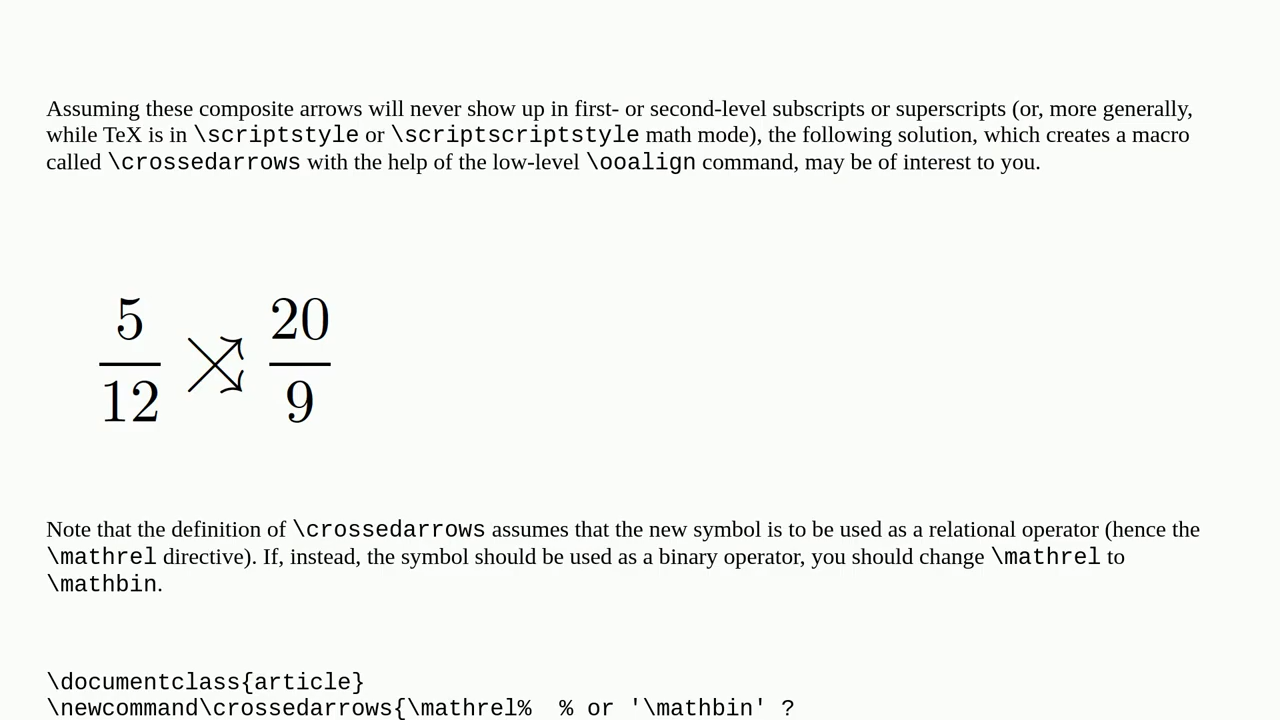 Assuming these composite arrows will never show up in first- or second-level subscripts or superscripts (or, more generally,
while TeX is in \scriptstyle or \scriptscriptstyle math mode), the following solution, which creates a macro
called \crossedarrows with the help of the low-level \ooalign command, may be of interest to you.
5 20
12 9
Note that the definition of \crossedarrows assumes that the new symbol is to be used as a relational operator (hence the
\mathrel directive). If, instead, the symbol should be used as a binary operator, you should change \mathrel to
\mathbin.
\documentclass{article}
\newcommand\crossedarrows{\mathrel%  % or '\mathbin' ?